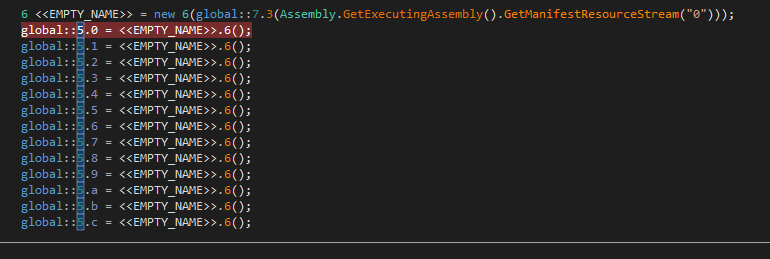 6 <<EMPTY_NAME>> = new 6(global::7.3(Assembly.GetExecutingAssembly().GetManifestResourceStream("0")));
global::5.0 = <<EMPTY_NAME>>.6();
global::5.1 = <<EMPTY_NAME>>.6();
global::5.2 = <<EMPTY_NAME>>.6();
global::5.3 = <<EMPTY_NAME>>.6();
global::5.4 = <<EMPTY_NAME>>.6();
global::5.5 = <<EMPTY_NAME>>.6();
global::5.6 = <<EMPTY_NAME>>.6();
global::5.7 = <<EMPTY_NAME>>.6();
global::5.8 = <<EMPTY_NAME>>.6();
global::5.9 = <<EMPTY_NAME>>.6();
global::5.a = <<EMPTY_NAME>>.6();
global::5.b = <<EMPTY_NAME>>.6();
global::5.c = <<EMPTY_NAME>>.6();